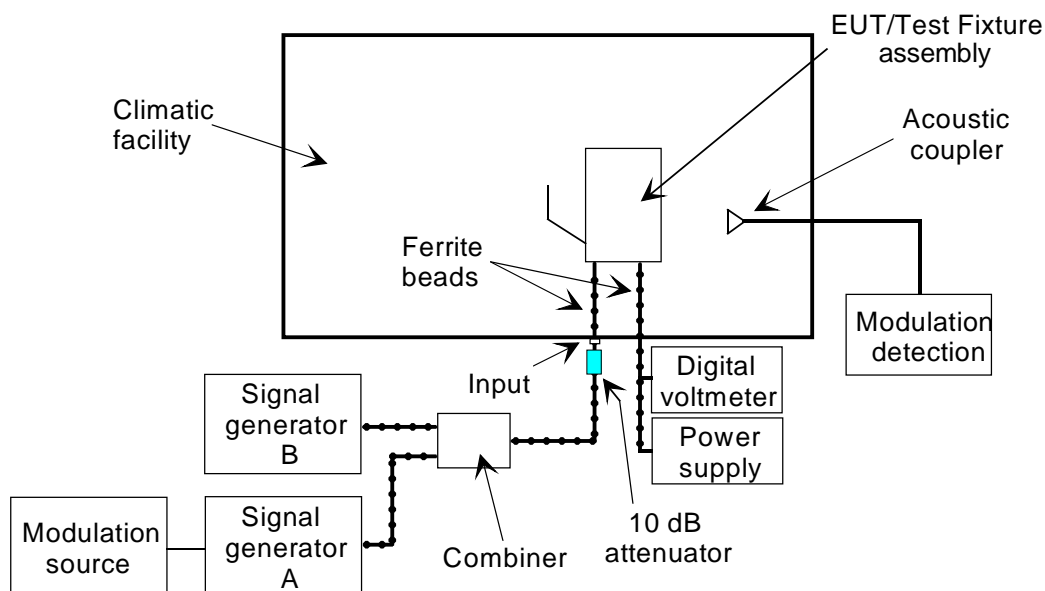 EUT/Test Fixture
assembly
Climatic
facility
Acoustic
coupler
Ferrite
beads
Modulation
detection
Input
Digital
voltmeter
Signal
generator
B
Power
supply
Modulation
source
Signal
generator
A
Combiner
10 dB
attenuator